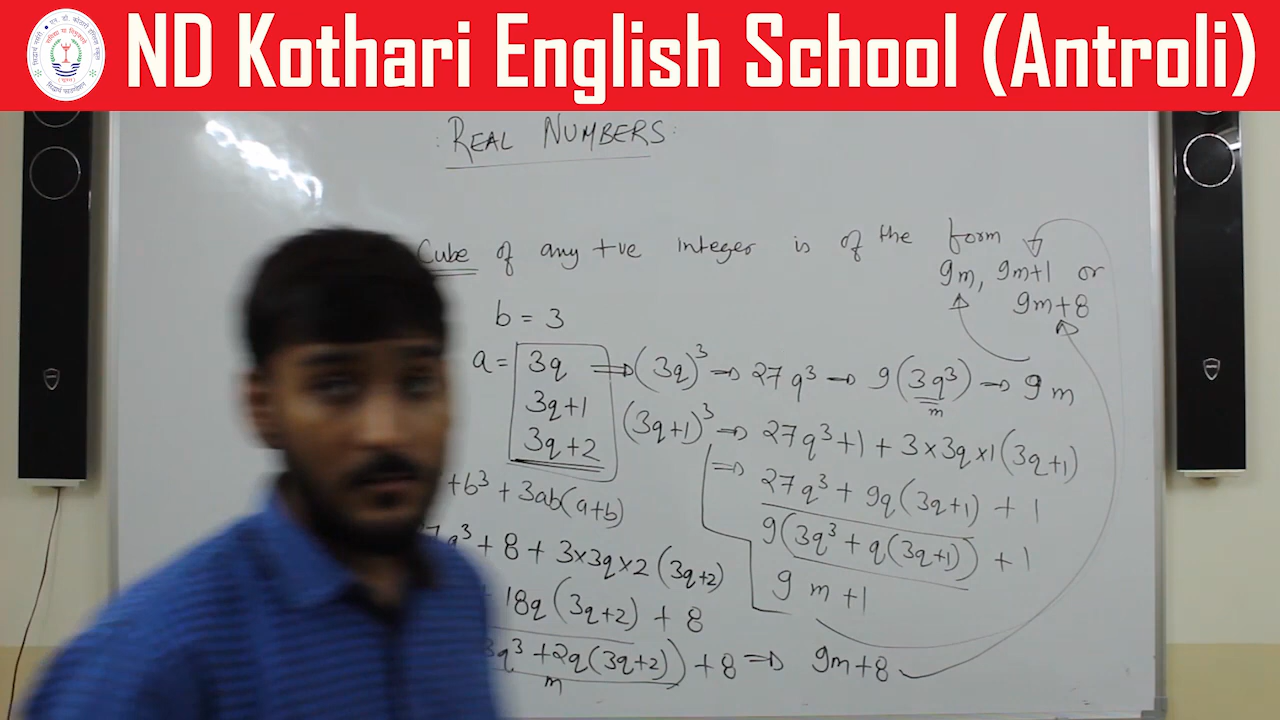 ND Kothari English School (Antroli)
: REAL NUMBERS :
Cube of any +ve integer is of the form
9m, 9m+1 or
9m+8
b = 3
a = 3q ⇒ (3q)³ → 27q³ → 9(3q³) → 9m
m
3q+1 (3q+1)³ ⇒ 27q³+1 + 3×3q×1(3q+1)
3q+2 ⇒ 27q³ + 9q(3q+1) + 1
+b³ + 3ab(a+b) 9(3q³ + q(3q+1)) + 1
7q³ + 8 + 3×3q×2 (3q+2) 9 m +1
18q (3q+2) + 8
3q³ + 2q(3q+2)) + 8 ⇒ 9m+8
m